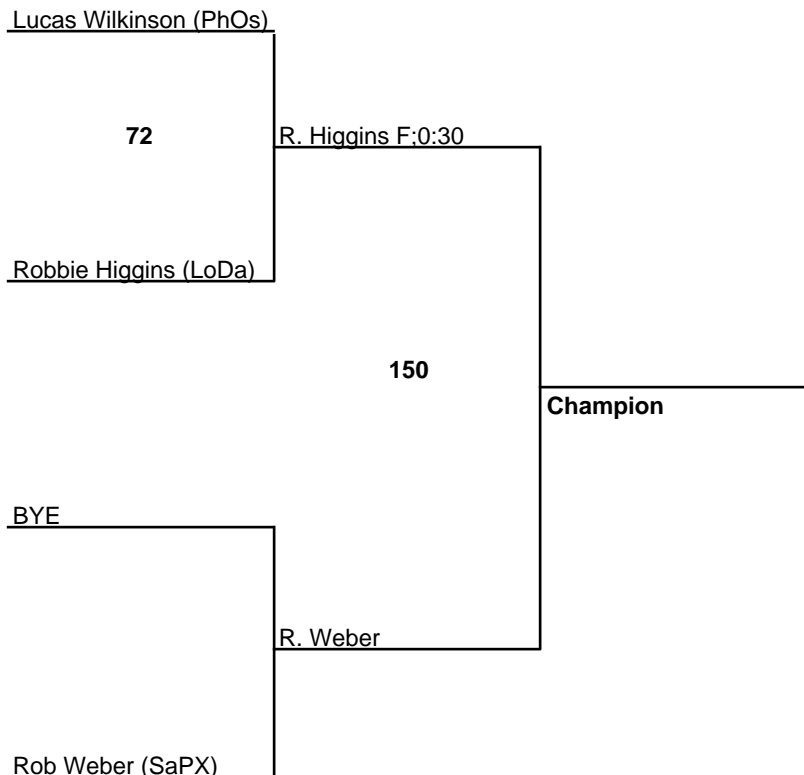 Lucas Wilkinson (PhOs)
72
R. Higgins F;0:30
Robbie Higgins (LoDa)
150
Champion
BYE
R. Weber
Rob Weber (SaPX)